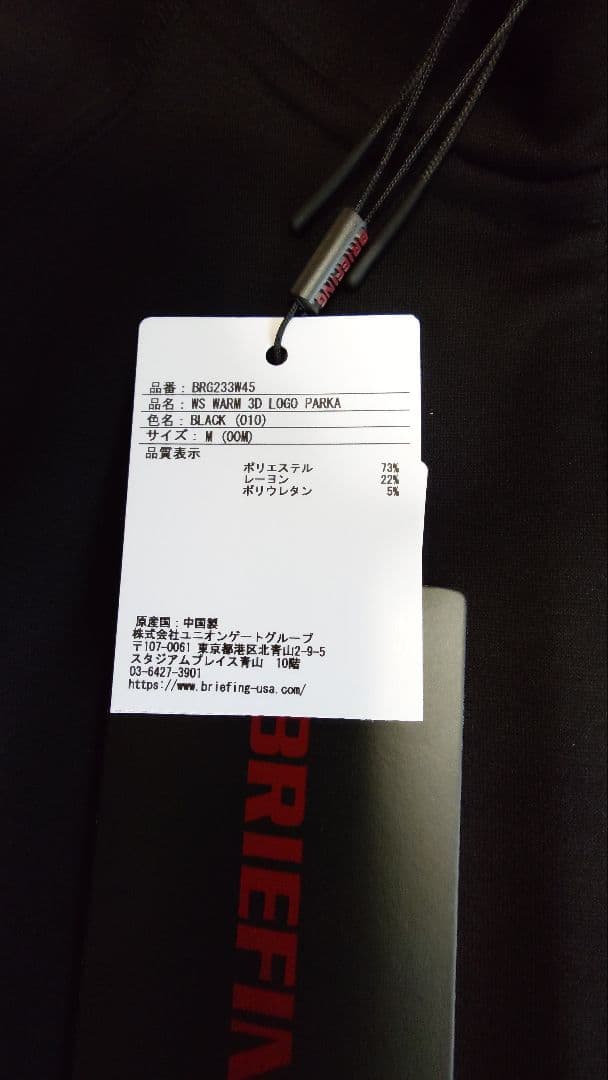 BRIEFING
品番：BRG233W45
品名：WS WARM 3D LOGO PARKA
色名：BLACK (010)
サイズ：M (00M)
品質表示
ポリエステル 73%
レーヨン 22%
ポリウレタン 5%
原産国：中国製
株式会社ユニオンゲートグループ
〒107-0061 東京都港区北青山2-9-5
スタジアムプレイス青山 10階
03-6427-3901
https://www.briefing-usa.com/
BRIEFIN